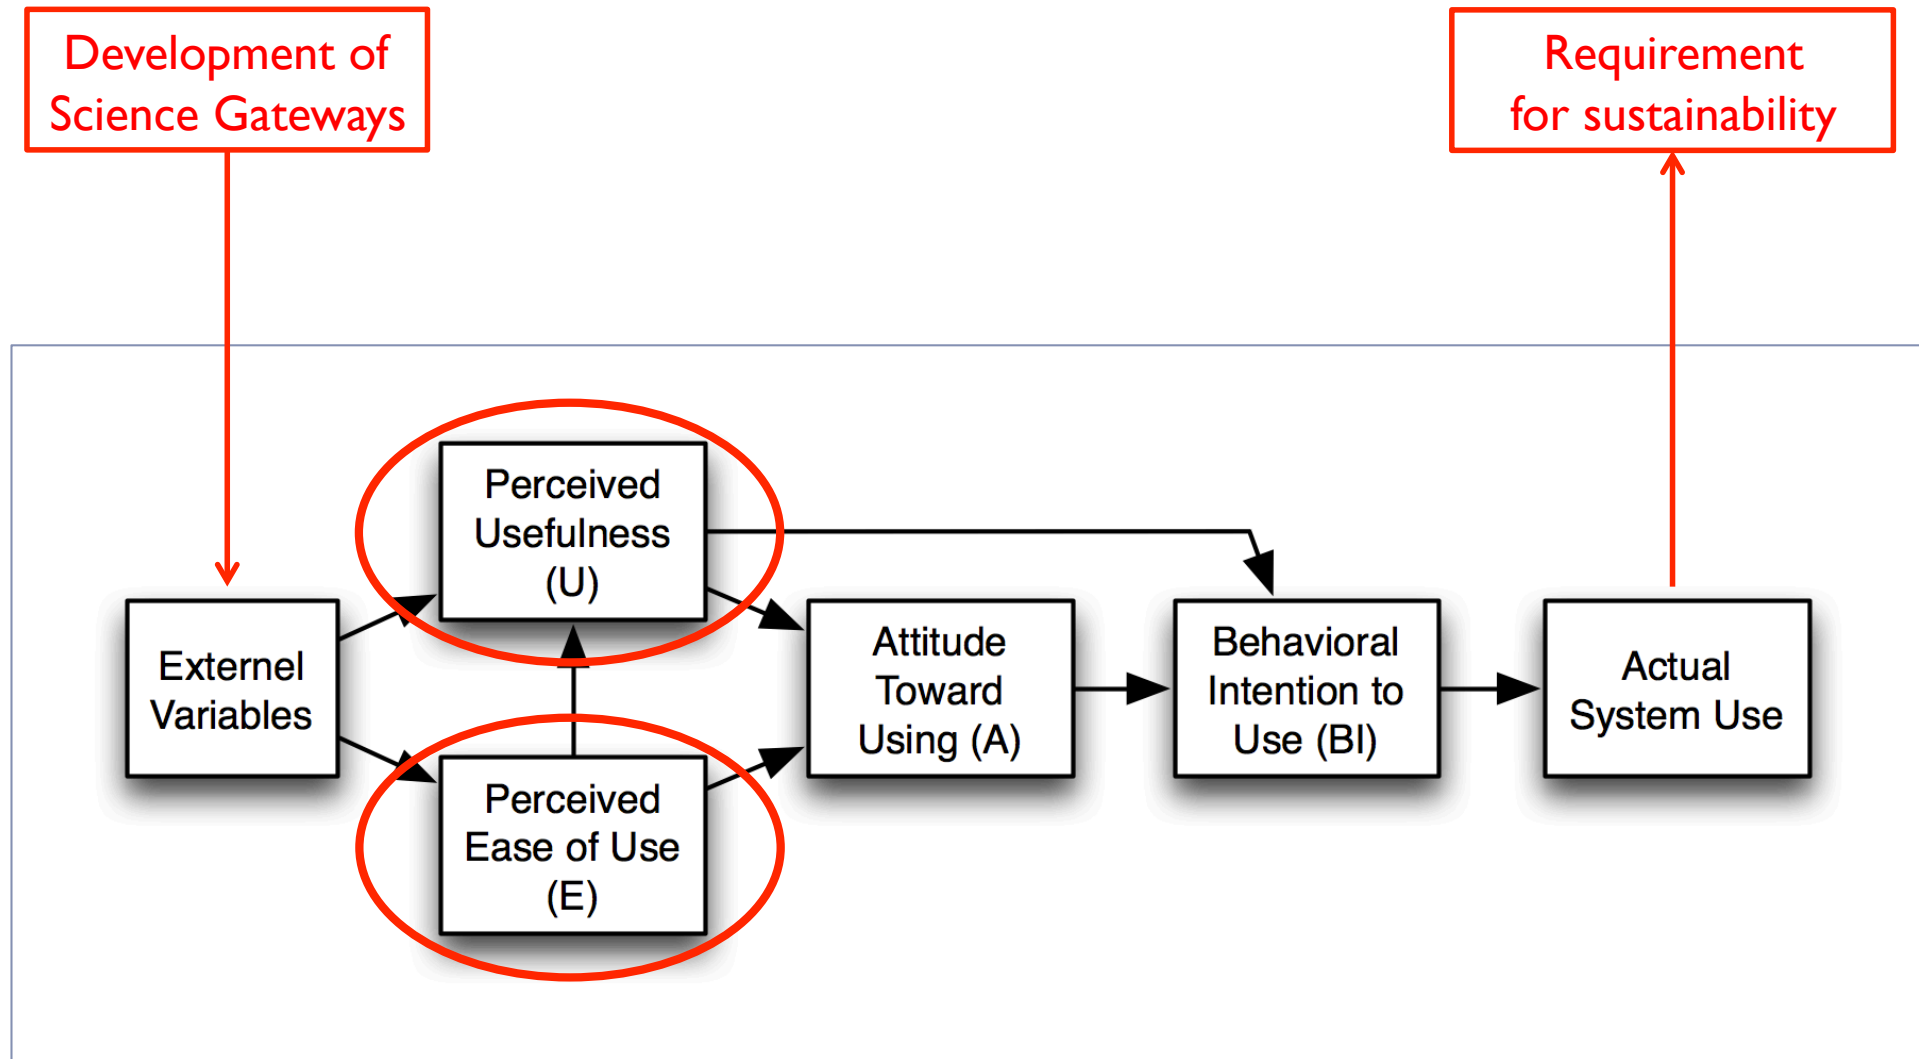 Development of
Science Gateways
Requirement
for sustainability
Perceived
Usefulness
(U)
Externel
Variables
Perceived
Ease of Use
(E)
Attitude
Toward
Using (A)
Behavioral
Intention to
Use (BI)
Actual
System Use